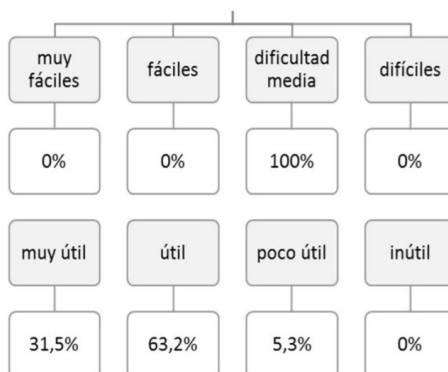 muy
fáciles
fáciles
dificultad
media
difíciles
0%
0%
100%
0%
muy útil
útil
poco útil
inútil
31,5%
63,2%
5,3%
0%